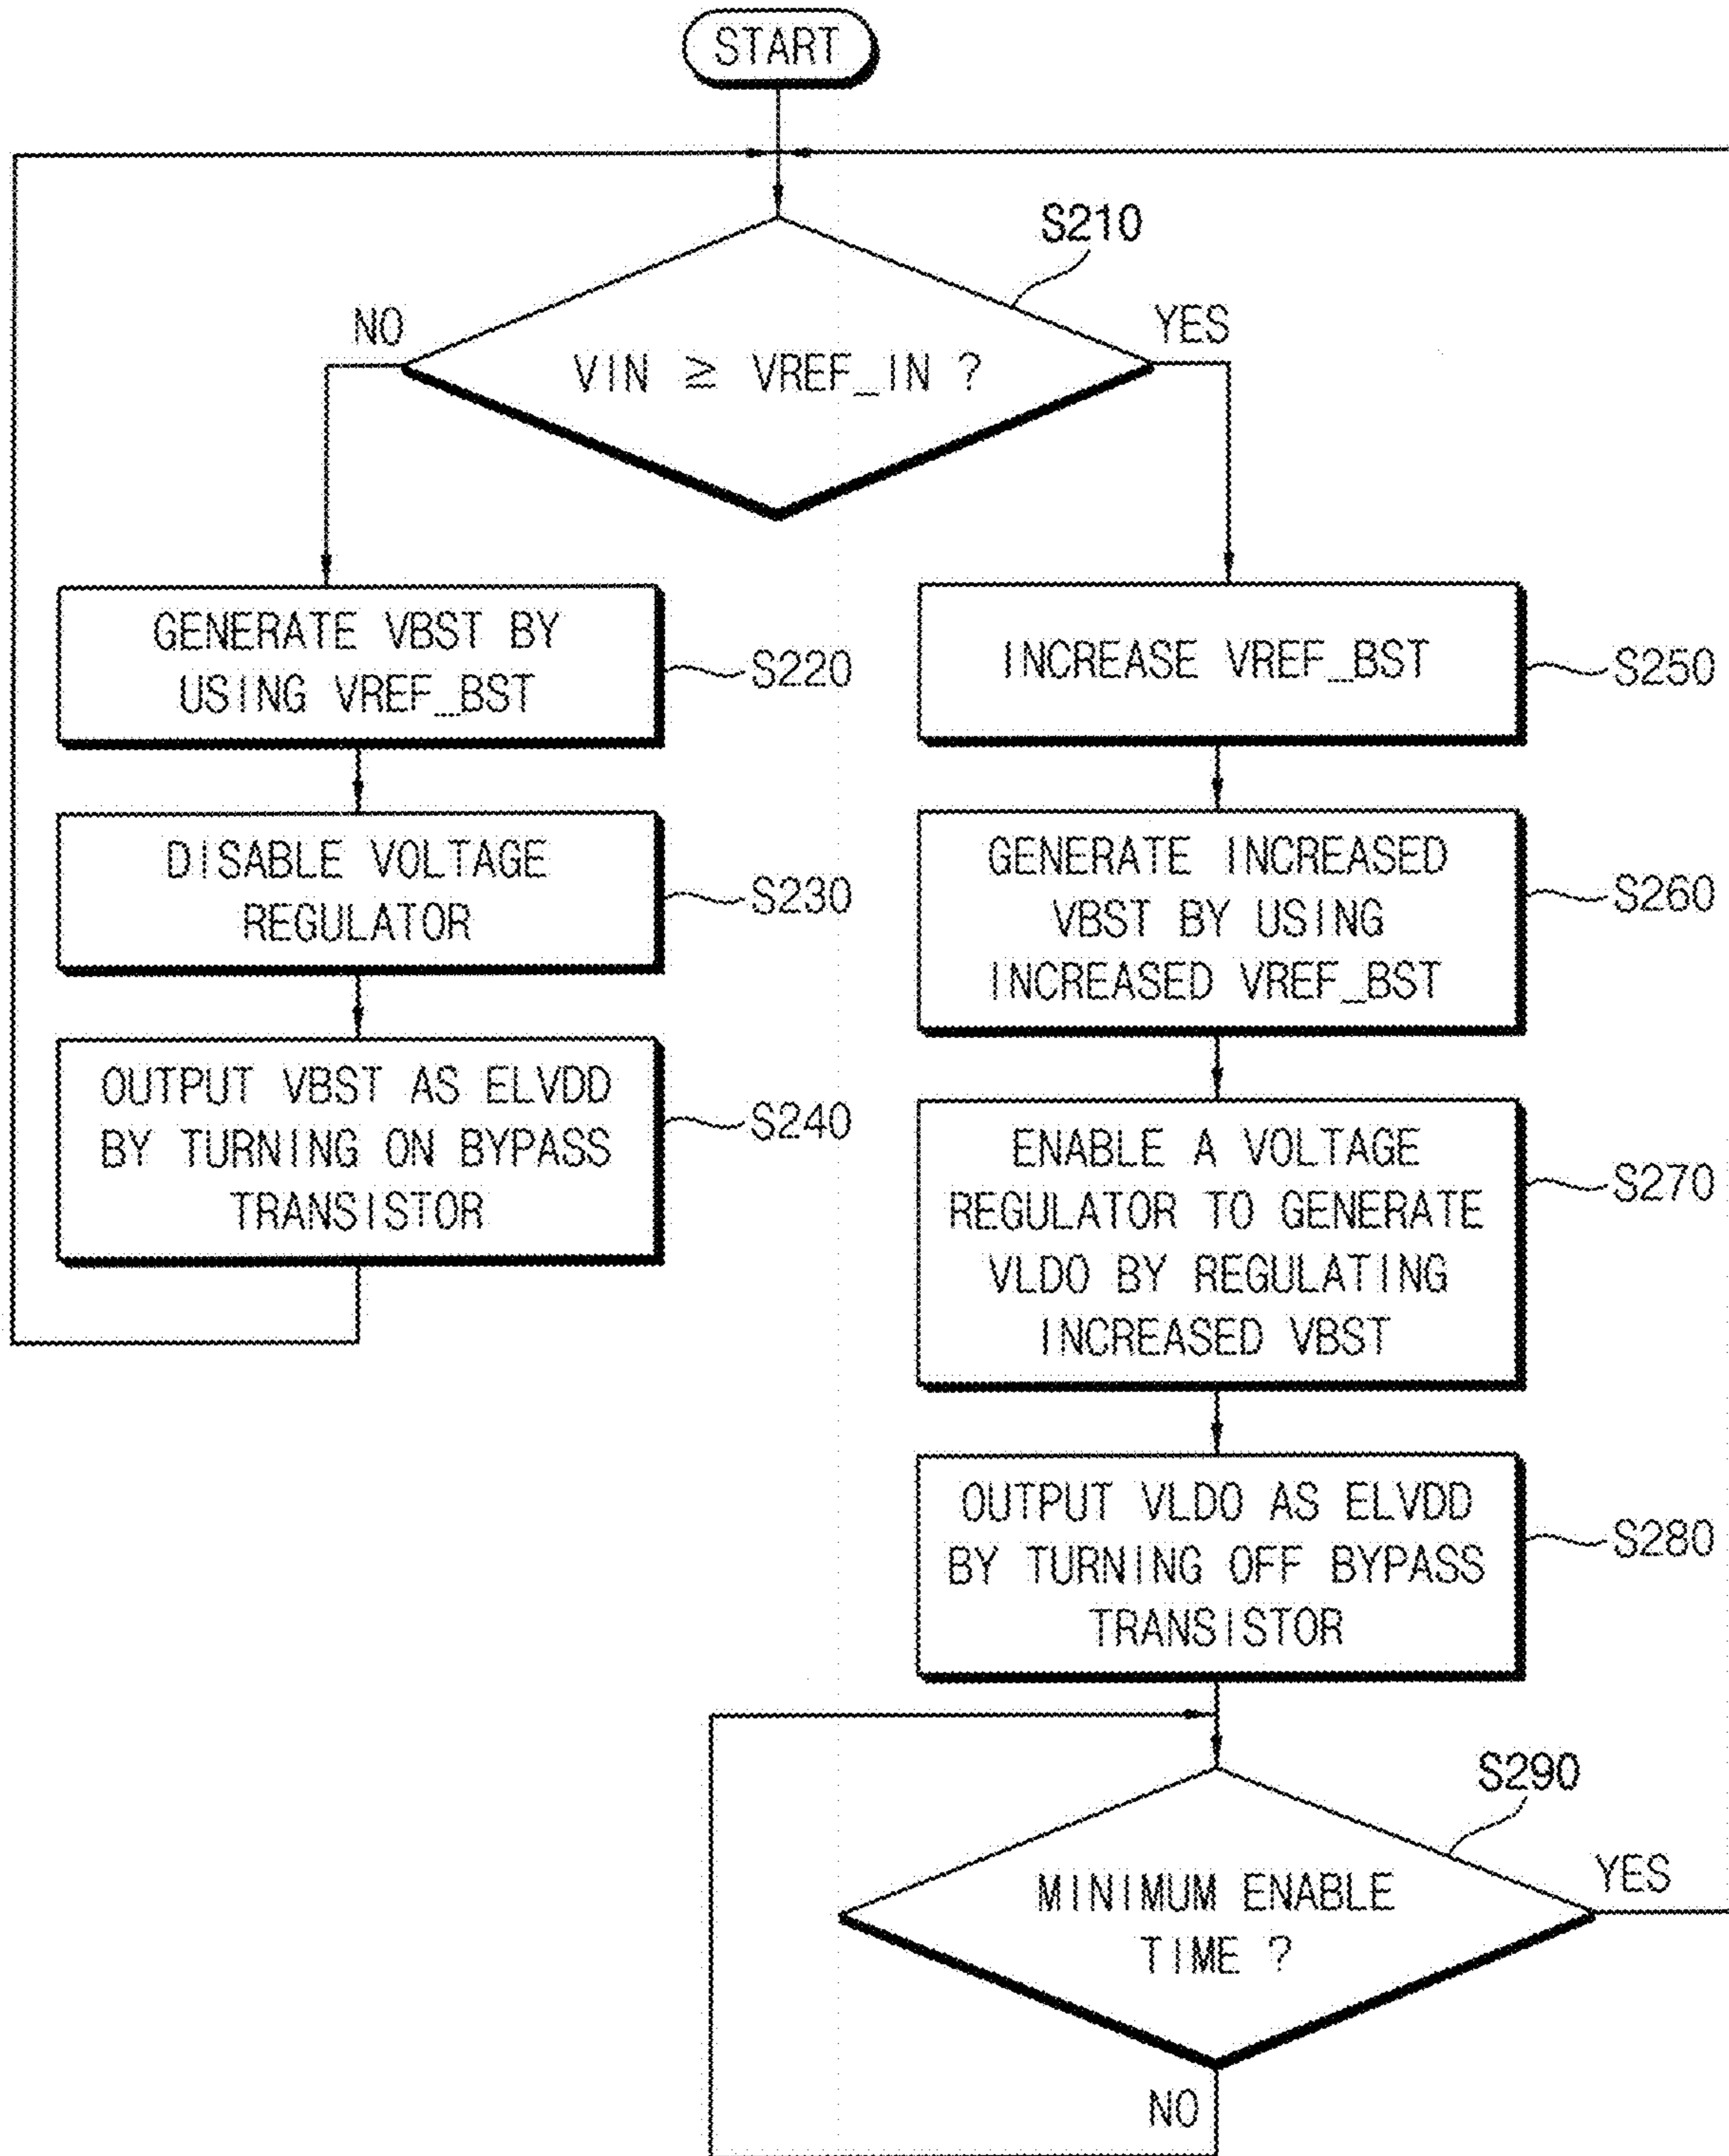 START
S210
NO
YES
VIN ≥ VREF_IN ?
GENERATE VBST BY
USING VREF_BST
S220
DISABLE VOLTAGE
REGULATOR
S230
OUTPUT VBST AS ELVDD
BY TURNING ON BYPASS
TRANSISTOR
S240
INCREASE VREF_BST
S250
GENERATE INCREASED
VBST BY USING
INCREASED VREF_BST
S260
ENABLE A VOLTAGE
REGULATOR TO GENERATE
VLDO BY REGULATING
INCREASED VBST
S270
OUTPUT VLDO AS ELVDD
BY TURNING OFF BYPASS
TRANSISTOR
S280
S290
MINIMUM ENABLE
TIME ?
YES
NO